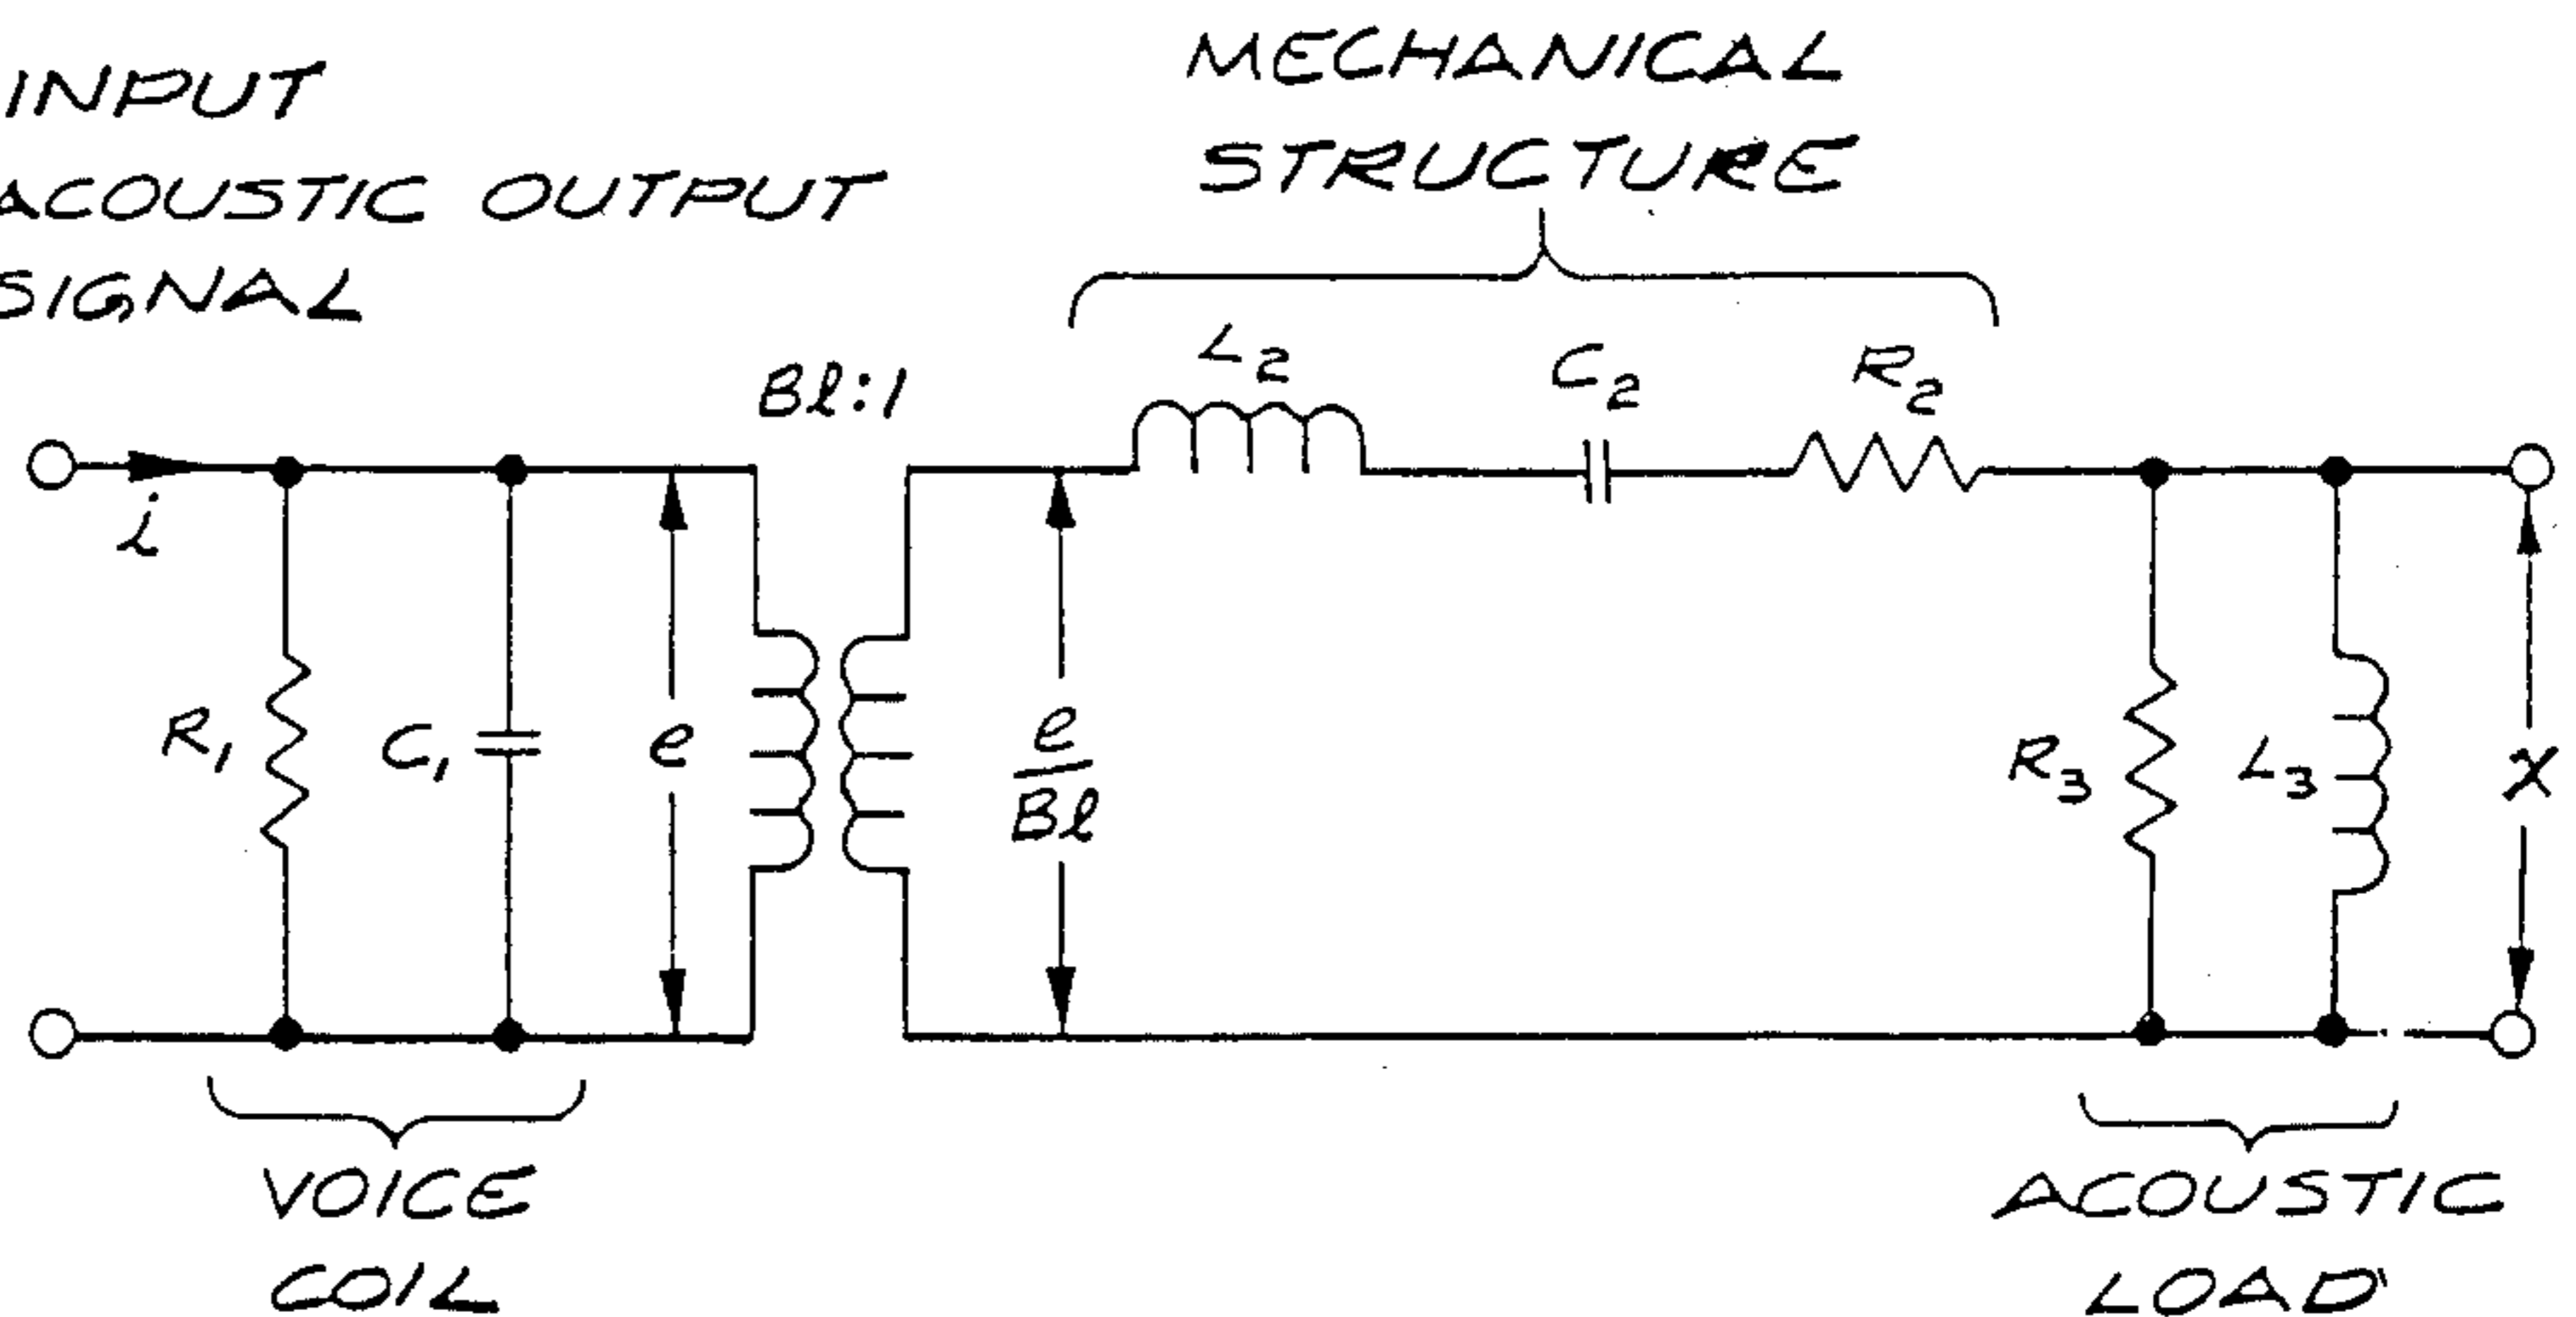 INPUT
ACOUSTIC OUTPUT
SIGNAL
MECHANICAL
STRUCTURE
Bl:1
L2
C2
R2
i
R1
C1
e
e
Bl
R3
L3
x
VOICE
COIL
ACOUSTIC
LOAD